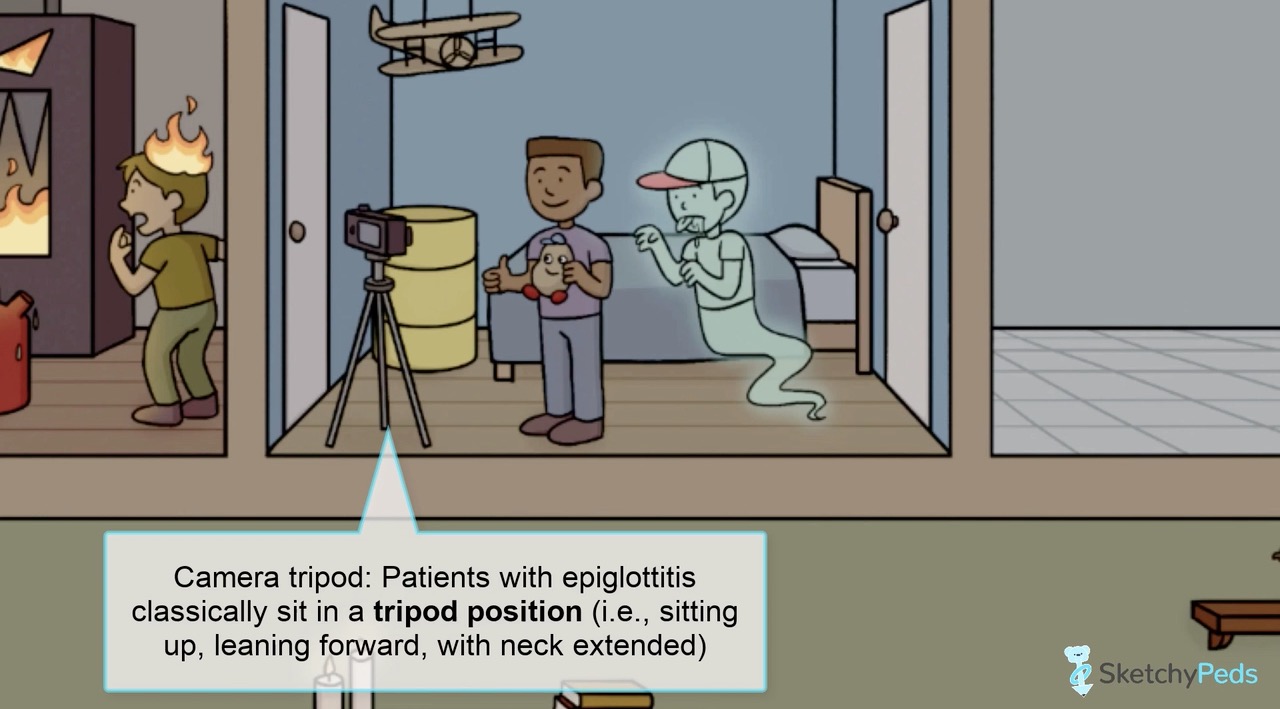 Camera tripod: Patients with epiglottitis
classically sit in a tripod position (i.e., sitting
up, leaning forward, with neck extended)
SketchyPeds